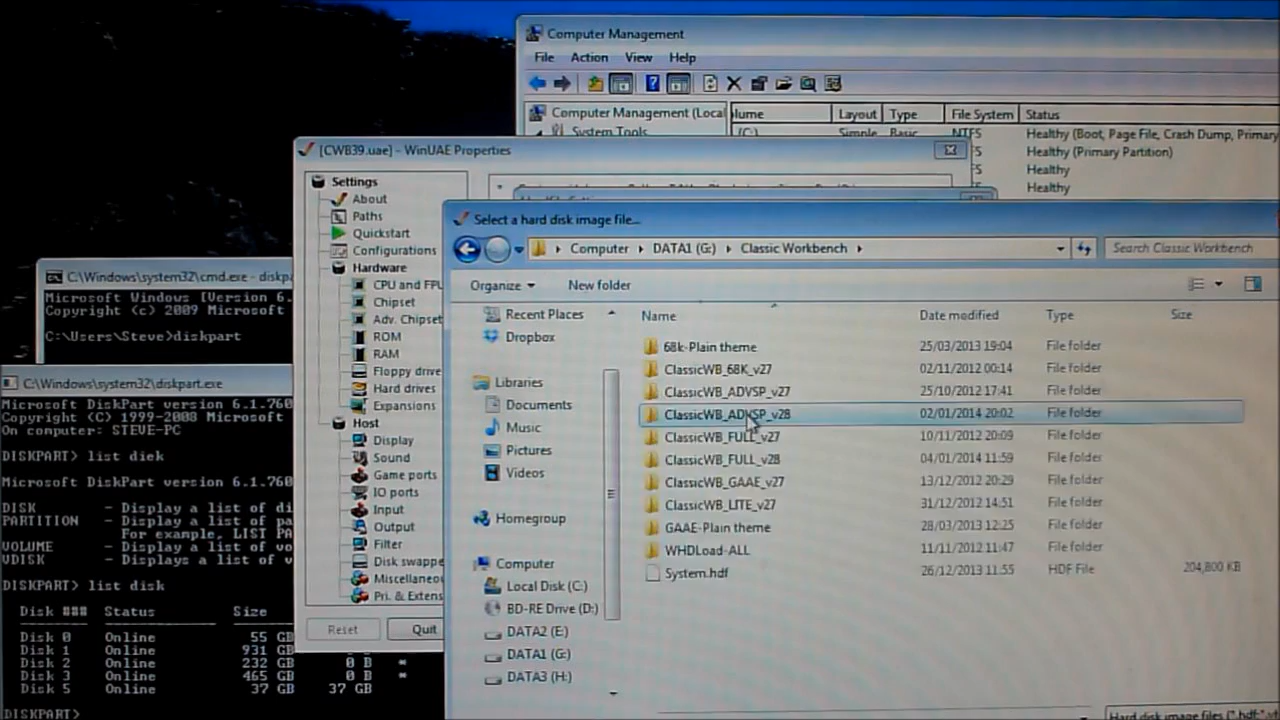 Computer Management
File Action View Help
Computer Management (Local
System Tools
lume Layout Type File System Status
(C:) Simple Basic NTFS Healthy (Boot, Page File, Crash Dump, Primary
FS Healthy (Primary Partition)
FS Healthy
Healthy
[CWB39.uae] - WinUAE Properties
Settings
About
Paths
Quickstart
Configurations
Hardware
CPU and FPU
Chipset
Adv. Chipset
ROM
RAM
Floppy drive
Hard drives
Expansions
Host
Display
Sound
Game ports
IO ports
Input
Output
Filter
Disk swappe
Miscellaneou
Pri. & Extens
Reset Quit
Select a hard disk image file...
Computer DATA1 (G:) Classic Workbench
Search Classic Workbench
Organize New folder
Recent Places
Dropbox
Libraries
Documents
Music
Pictures
Videos
Homegroup
Computer
Local Disk (C:)
BD-RE Drive (D:)
DATA2 (E:)
DATA1 (G:)
DATA3 (H:)
Name Date modified Type Size
68k-Plain theme 25/03/2013 19:04 File folder
ClassicWB_68K_v27 02/11/2012 00:14 File folder
ClassicWB_ADVSP_v27 25/10/2012 17:41 File folder
ClassicWB_ADVSP_v28 02/01/2014 20:02 File folder
ClassicWB_FULL_v27 10/11/2012 20:09 File folder
ClassicWB_FULL_v28 04/01/2014 11:59 File folder
ClassicWB_GAAE_v27 13/12/2012 20:29 File folder
ClassicWB_LITE_v27 31/12/2012 14:51 File folder
GAAE-Plain theme 28/03/2013 12:25 File folder
WHDLoad-ALL 11/11/2012 11:47 File folder
System.hdf 26/12/2013 11:55 HDF File 204,800 KB
Hard disk image files (*.hdf;*.v
C:\Windows\system32\cmd.exe - diskpa
Microsoft Windows [Version 6.
Copyright (c) 2009 Microsoft
C:\Users\Steve>diskpart
C:\Windows\system32\diskpart.exe
Microsoft DiskPart version 6.1.760
Copyright (C) 1999-2008 Microsoft
On computer: STEVE-PC
DISKPART> list diek
Microsoft DiskPart version 6.1.760
DISK - Display a list of di
PARTITION - Display a list of pa
For example, LIST PA
VOLUME - Display a list of vo
VDISK - Displays a list of
DISKPART> list disk
Disk ### Status Size
Disk 0 Online 55 GB
Disk 1 Online 931 GB
Disk 2 Online 232 GB 0 B *
Disk 3 Online 465 GB 0 B *
Disk 5 Online 37 GB 37 GB
DISKPART>